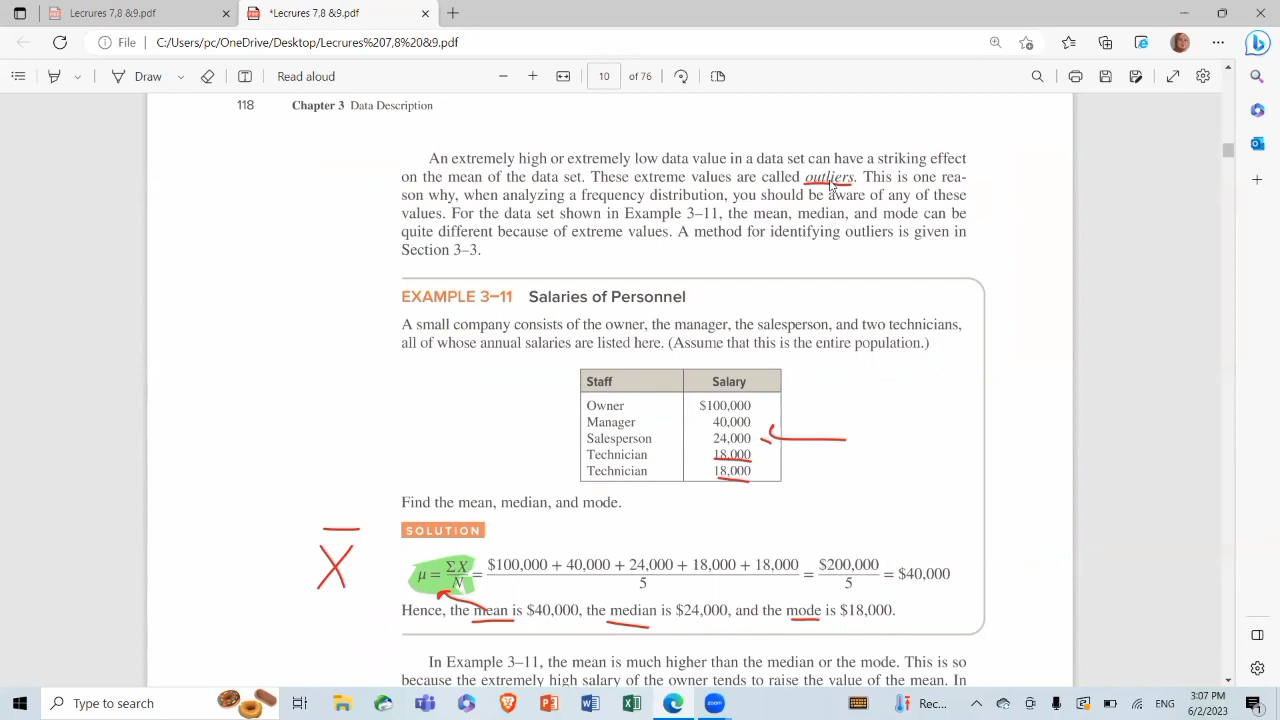 Lecures 7,8 &9.pdf
*Lecures 7,8 &9.pdf
File
C:/Users/pc/OneDrive/Desktop/Lecures%207,8%20&9.pdf
Draw
Read aloud
10
of 76
118 Chapter 3 Data Description
An extremely high or extremely low data value in a data set can have a striking effect
on the mean of the data set. These extreme values are called outliers. This is one rea-
son why, when analyzing a frequency distribution, you should be aware of any of these
values. For the data set shown in Example 3–11, the mean, median, and mode can be
quite different because of extreme values. A method for identifying outliers is given in
Section 3–3.
EXAMPLE 3–11 Salaries of Personnel
A small company consists of the owner, the manager, the salesperson, and two technicians,
all of whose annual salaries are listed here. (Assume that this is the entire population.)
Staff Salary
Owner $100,000
Manager 40,000
Salesperson 24,000
Technician 18,000
Technician 18,000
Find the mean, median, and mode.
SOLUTION
X̅
μ = ΣX/N = $100,000 + 40,000 + 24,000 + 18,000 + 18,000/5 = $200,000/5 = $40,000
Hence, the mean is $40,000, the median is $24,000, and the mode is $18,000.
In Example 3–11, the mean is much higher than the median or the mode. This is so
because the extremely high salary of the owner tends to raise the value of the mean. In
Type here to search
zoom
Rec...
3:07 PM
6/2/2023